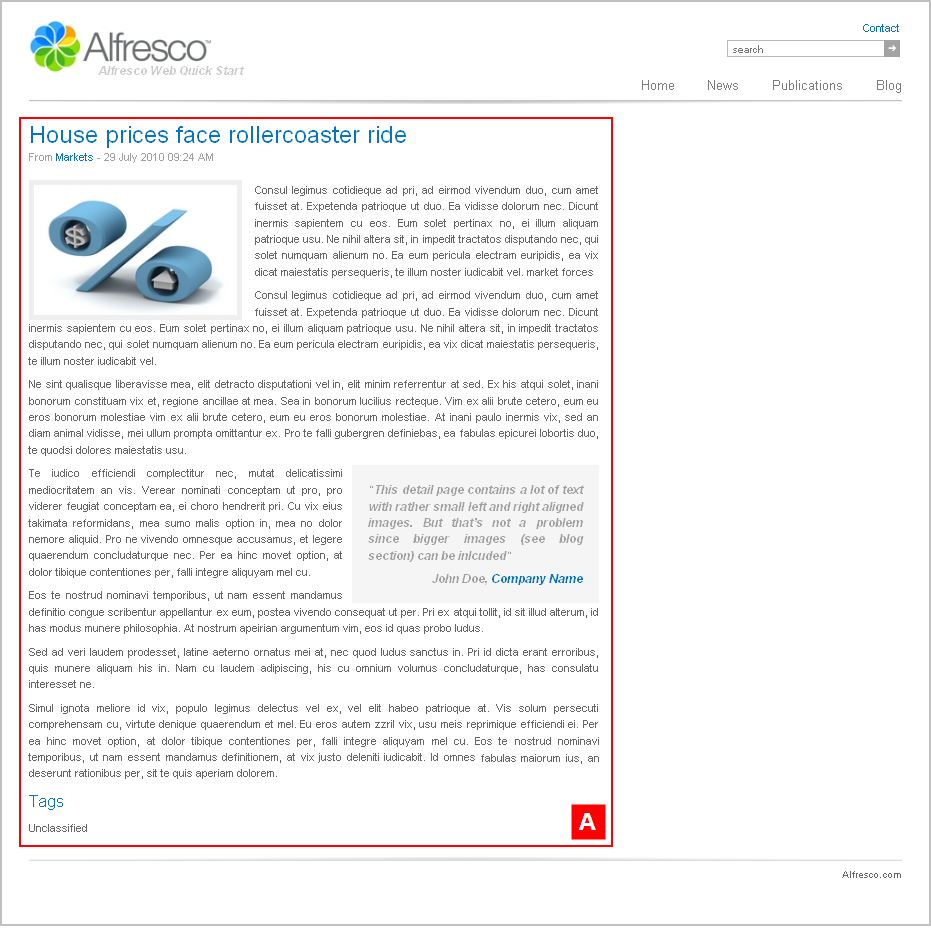 Contact
Alfresco™
Alfresco Web Quick Start
search
Home News Publications Blog
House prices face rollercoaster ride
From Markets - 29 July 2010 09:24 AM
Consul legimus cotidieque ad pri, ad eirmod vivendum duo, cum amet
fuisset at. Expetenda patrioque ut duo. Ea vidisse dolorum nec. Dicunt
inermis sapientem cu eos. Eum solet pertinax no, ei illum aliquam
patrioque usu. Ne nihil altera sit, in impedit tractatos disputando nec, qui
solet numquam alienum no. Ea eum pericula electram euripidis, ea vix
dicat maiestatis persequeris, te illum noster iudicabit vel. market forces
Consul legimus cotidieque ad pri, ad eirmod vivendum duo, cum amet
fuisset at. Expetenda patrioque ut duo. Ea vidisse dolorum nec. Dicunt
inermis sapientem cu eos. Eum solet pertinax no, ei illum aliquam patrioque usu. Ne nihil altera sit, in impedit tractatos
disputando nec, qui solet numquam alienum no. Ea eum pericula electram euripidis, ea vix dicat maiestatis persequeris,
te illum noster iudicabit vel.
Ne sint qualisque liberavisse mea, elit detracto disputationi vel in, elit minim referrentur at sed. Ex his atqui solet, inani
bonorum constituam vix et, regione ancillae at mea. Sea in bonorum lucilius recteque. Vim ex alii brute cetero, eum eu
eros bonorum molestiae vim ex alii brute cetero, eum eu eros bonorum molestiae. At inani paulo inermis vix, sed an
diam animal vidisse, mei ullum prompta omittantur ex. Pro te falli gubergren definiebas, ea fabulas epicurei lobortis duo,
te quodsi dolores maiestatis usu.
Te iudico efficiendi complectitur nec, mutat delicatissimi
mediocritatem an vis. Verear nominati conceptam ut pro, pro
viderer feugiat conceptam ea, ei choro hendrerit pri. Cu vix eius
takimata reformidans, mea sumo malis option in, mea no dolor
nemore aliquid. Pro ne vivendo omnesque accusamus, et legere
quaerendum concludaturque nec. Per ea hinc movet option, at
dolor tibique contentiones per, falli integre aliquyam mel cu.
“This detail page contains a lot of text
with rather small left and right aligned
images. But that’s not a problem
since bigger images (see blog
section) can be inlcuded“
John Doe, Company Name
Eos te nostrud nominavi temporibus, ut nam essent mandamus
definitio congue scribentur appellantur ex eum, postea vivendo consequat ut per. Pri ex atqui tollit, id sit illud alterum, id
has modus munere philosophia. At nostrum apeirian argumentum vim, eos id quas probo ludus.
Sed ad veri laudem prodesset, latine aeterno ornatus mei at, nec quod ludus sanctus in. Pri id dicta erant erroribus,
quis munere aliquam his in. Nam cu laudem adipiscing, his cu omnium volumus concludaturque, has consulatu
interesset ne.
Simul ignota meliore id vix, populo legimus delectus vel ex, vel elit habeo patrioque at. Vis solum persecuti
comprehensam cu, virtute denique quaerendum et mel. Eu eros autem zzril vix, usu meis reprimique efficiendi ei. Per
ea hinc movet option, at dolor tibique contentiones per, falli integre aliquyam mel cu. Eos te nostrud nominavi
temporibus, ut nam essent mandamus definitionem, at vix justo deleniti iudicabit. Id omnes fabulas maiorum ius, an
deserunt rationibus per, sit te quis aperiam dolorem.
Tags
Unclassified
A
Alfresco.com